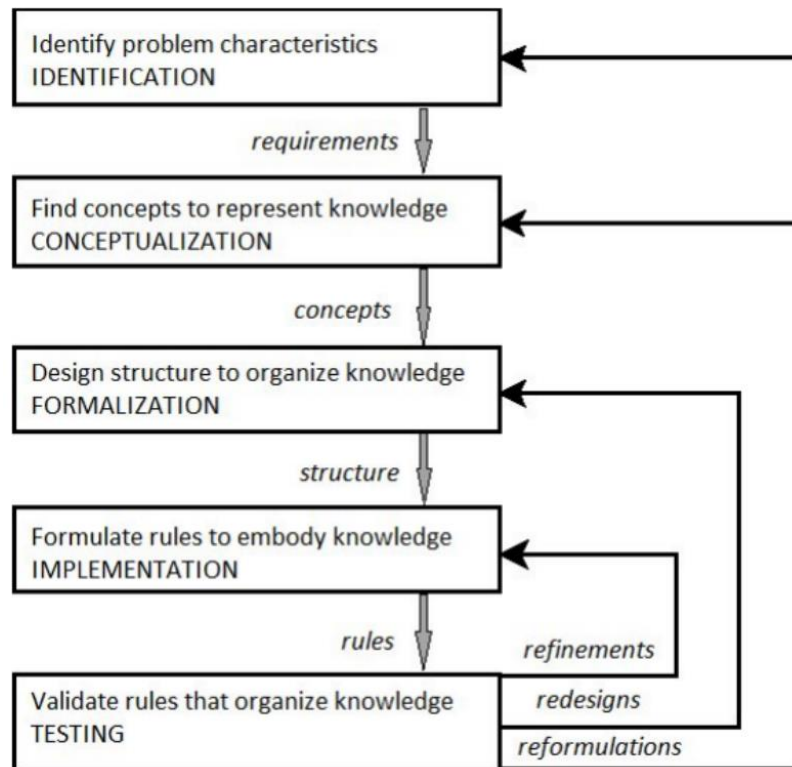 Identify problem characteristics
IDENTIFICATION
requirements
Find concepts to represent knowledge
CONCEPTUALIZATION
concepts
Design structure to organize knowledge
FORMALIZATION
structure
Formulate rules to embody knowledge
IMPLEMENTATION
rules
refinements
Validate rules that organize knowledge
TESTING
redesigns
reformulations